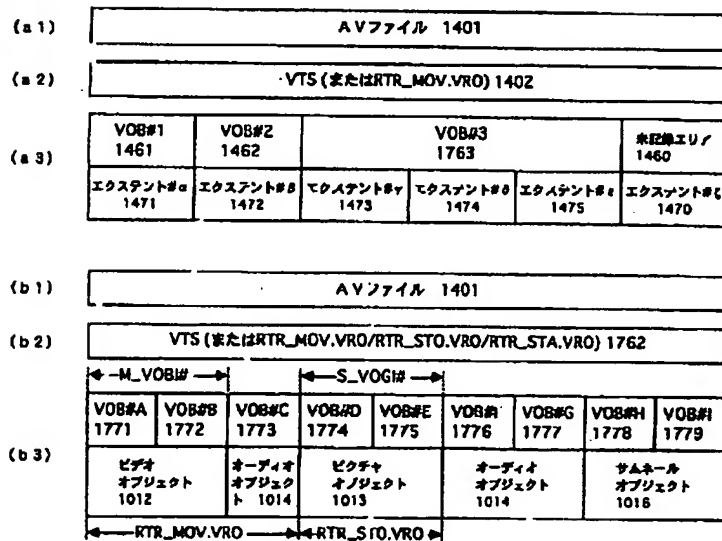 (a1)
AVファイル 1401
(a2)
VTS (またはRTR_MOV.VRO) 1402
(a3)
VOB#1
1461
VOB#2
1462
VOB#3
1763
未記録エリア
1460
エクステント#α
1471
エクステント#β
1472
エクステント#γ
1473
エクステント#δ
1474
エクステント#ε
1475
エクステント#ζ
1470
(b1)
AVファイル 1401
(b2)
VTS (またはRTR_MOV.VRO/RTR_STO.VRO/RTR_STA.VRO) 1762
M_VOBI#
S_VOGI#
(b3)
VOB#A
1771
VOB#B
1772
VOB#C
1773
VOB#D
1774
VOB#E
1775
VOB#F
1776
VOB#G
1777
VOB#H
1778
VOB#I
1779
ビデオ
オブジェクト
1012
オーディオ
オブジェク
ト 1014
ピクチャ
オブジェクト
1013
オーディオ
オブジェクト
1014
サムネール
オブジェクト
1016
RTR_MOV.VRO
RTR_STO.VRO